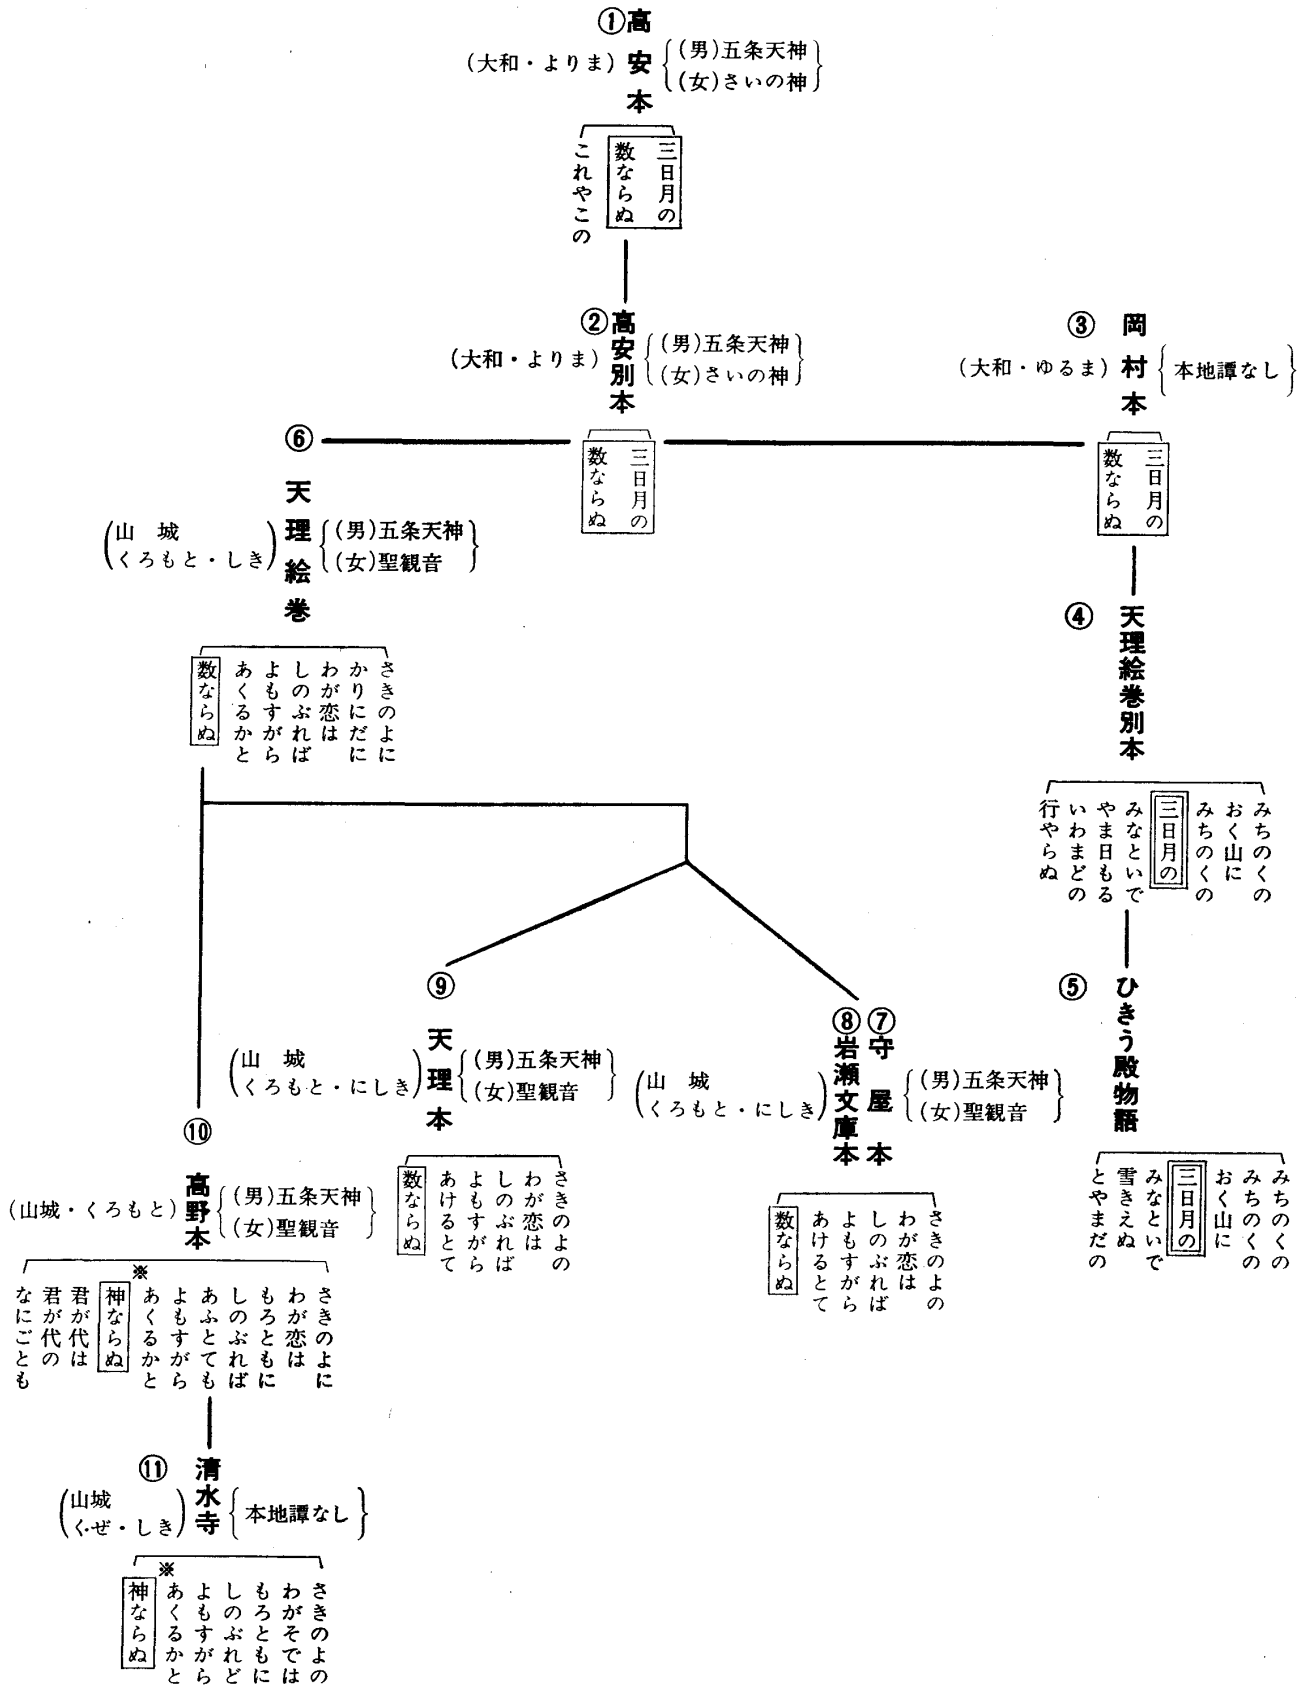 ①高安本
(大和・よりま)
(男)五条天神
(女)さいの神
三日月の
数ならぬ
これやこの
②高安別本
(大和・よりま)
(男)五条天神
(女)さいの神
三日月の
数ならぬ
③岡村本
(大和・ゆるま)
本地譚なし
三日月の
数ならぬ
④天理絵巻別本
みちのくの
おく山に
みちのくの
三日月の
みなといで
やま日もる
いわまどの
行やらぬ
⑤ひきう殿物語
みちのくの
みちのくの
おく山に
三日月の
みなといで
雪きえぬ
とやまだの
⑥天理絵巻
山 城
くろもと・しき
(男)五条天神
(女)聖観音
さきのよに
かりにだに
わが恋は
しのぶれば
よもすがら
あくるかと
数ならぬ
⑦守屋本
⑧岩瀬文庫本
山 城
くろもと・にしき
(男)五条天神
(女)聖観音
さきのよの
わが恋は
しのぶれば
よもすがら
あけるとて
数ならぬ
⑨天理本
山 城
くろもと・にしき
(男)五条天神
(女)聖観音
さきのよの
わが恋は
しのぶれば
よもすがら
あけるとて
数ならぬ
⑩高野本
(山城・くろもと)
(男)五条天神
(女)聖観音
さきのよに
わが恋は
もろともに
しのぶれば
あふとても
よもすがら
※
あくるかと
神ならぬ
君が代は
君が代の
なにごとも
⑪清水寺
山城
くぜ・しき
本地譚なし
さきのよの
わがそでは
もろともに
しのぶれど
よもすがら
※
あくるかと
神ならぬ